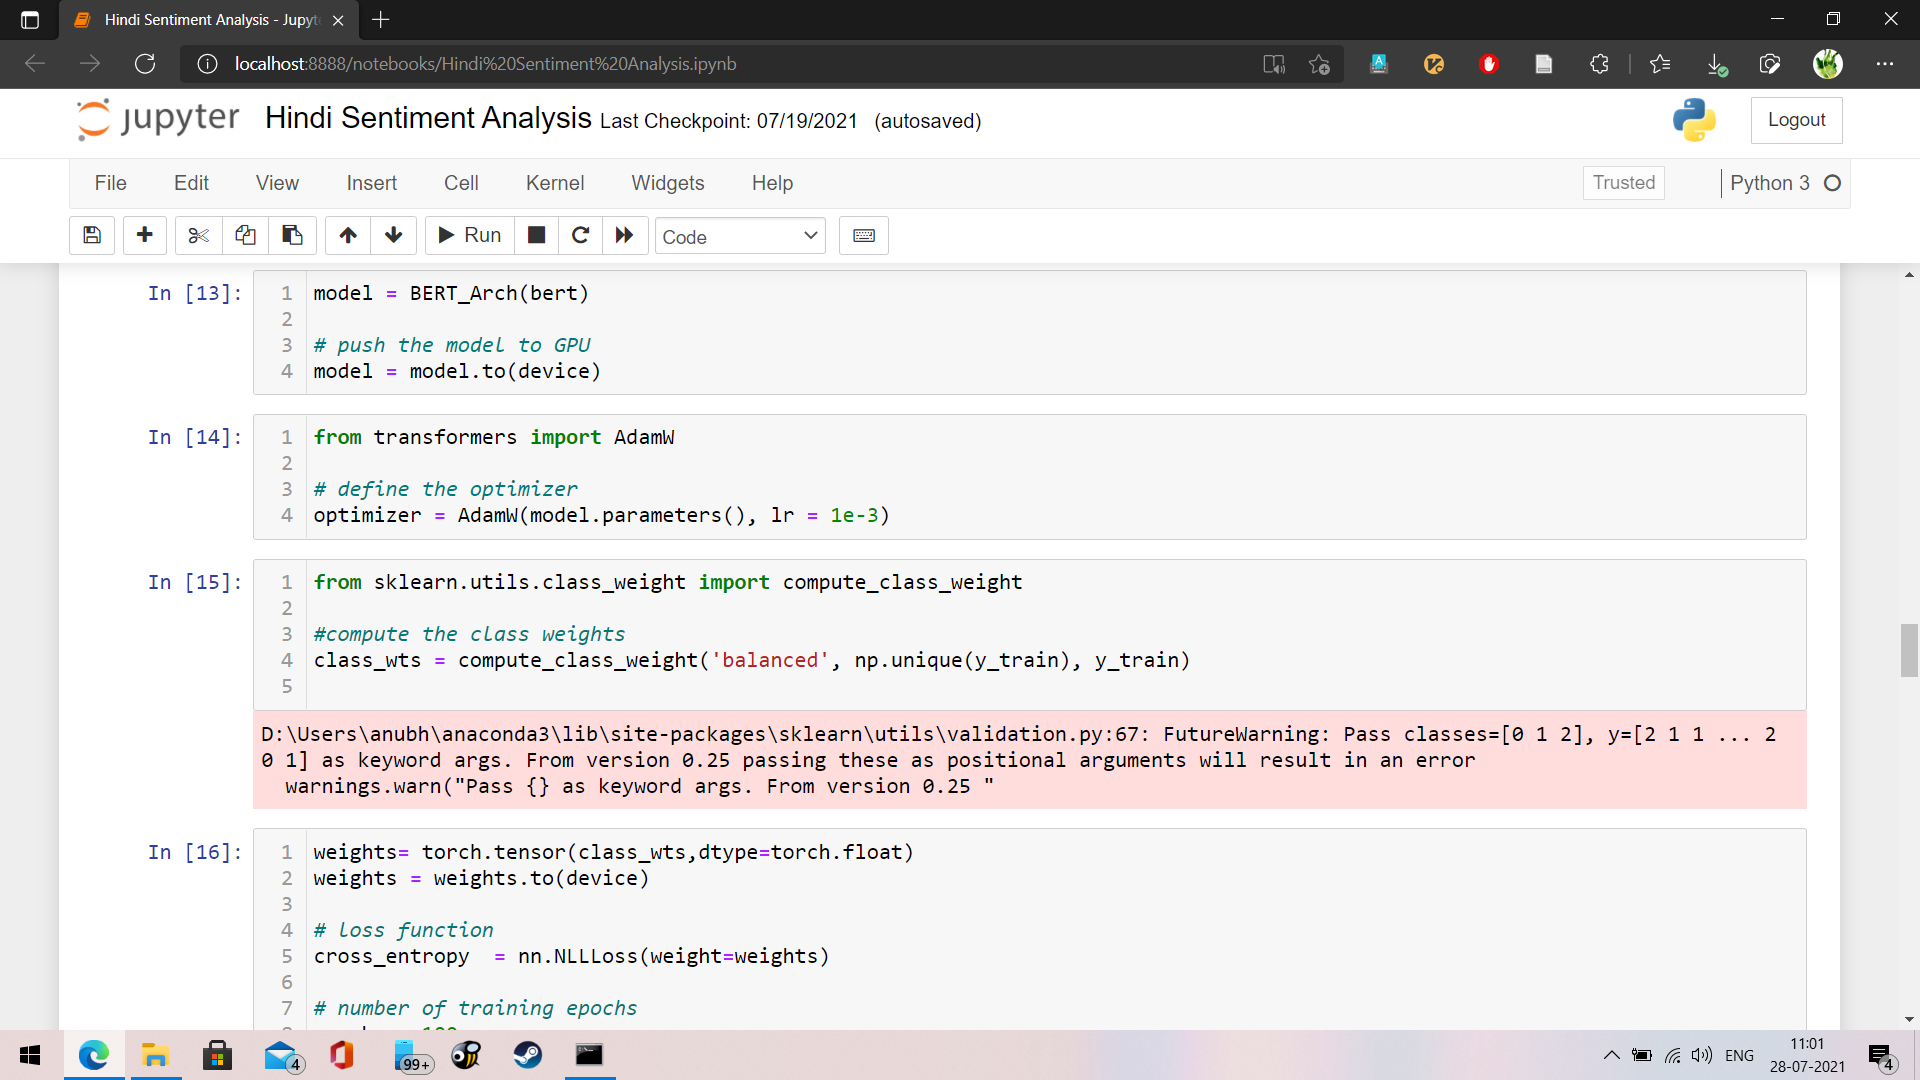 Hindi Sentiment Analysis - Jupyt
localhost:8888/notebooks/Hindi%20Sentiment%20Analysis.ipynb
jupyter Hindi Sentiment Analysis Last Checkpoint: 07/19/2021 (autosaved)
Logout
File Edit View Insert Cell Kernel Widgets Help
Trusted
Python 3
Run
Code
In [13]:
1 model = BERT_Arch(bert)
2
3 # push the model to GPU
4 model = model.to(device)
In [14]:
1 from transformers import AdamW
2
3 # define the optimizer
4 optimizer = AdamW(model.parameters(), lr = 1e-3)
In [15]:
1 from sklearn.utils.class_weight import compute_class_weight
2
3 #compute the class weights
4 class_wts = compute_class_weight('balanced', np.unique(y_train), y_train)
5
D:\Users\anubh\anaconda3\lib\site-packages\sklearn\utils\validation.py:67: FutureWarning: Pass classes=[0 1 2], y=[2 1 1 ... 2
0 1] as keyword args. From version 0.25 passing these as positional arguments will result in an error
warnings.warn("Pass {} as keyword args. From version 0.25 "
In [16]:
1 weights= torch.tensor(class_wts,dtype=torch.float)
2 weights = weights.to(device)
3
4 # loss function
5 cross_entropy  = nn.NLLLoss(weight=weights)
6
7 # number of training epochs
4
99+
ENG
11:01
28-07-2021
4